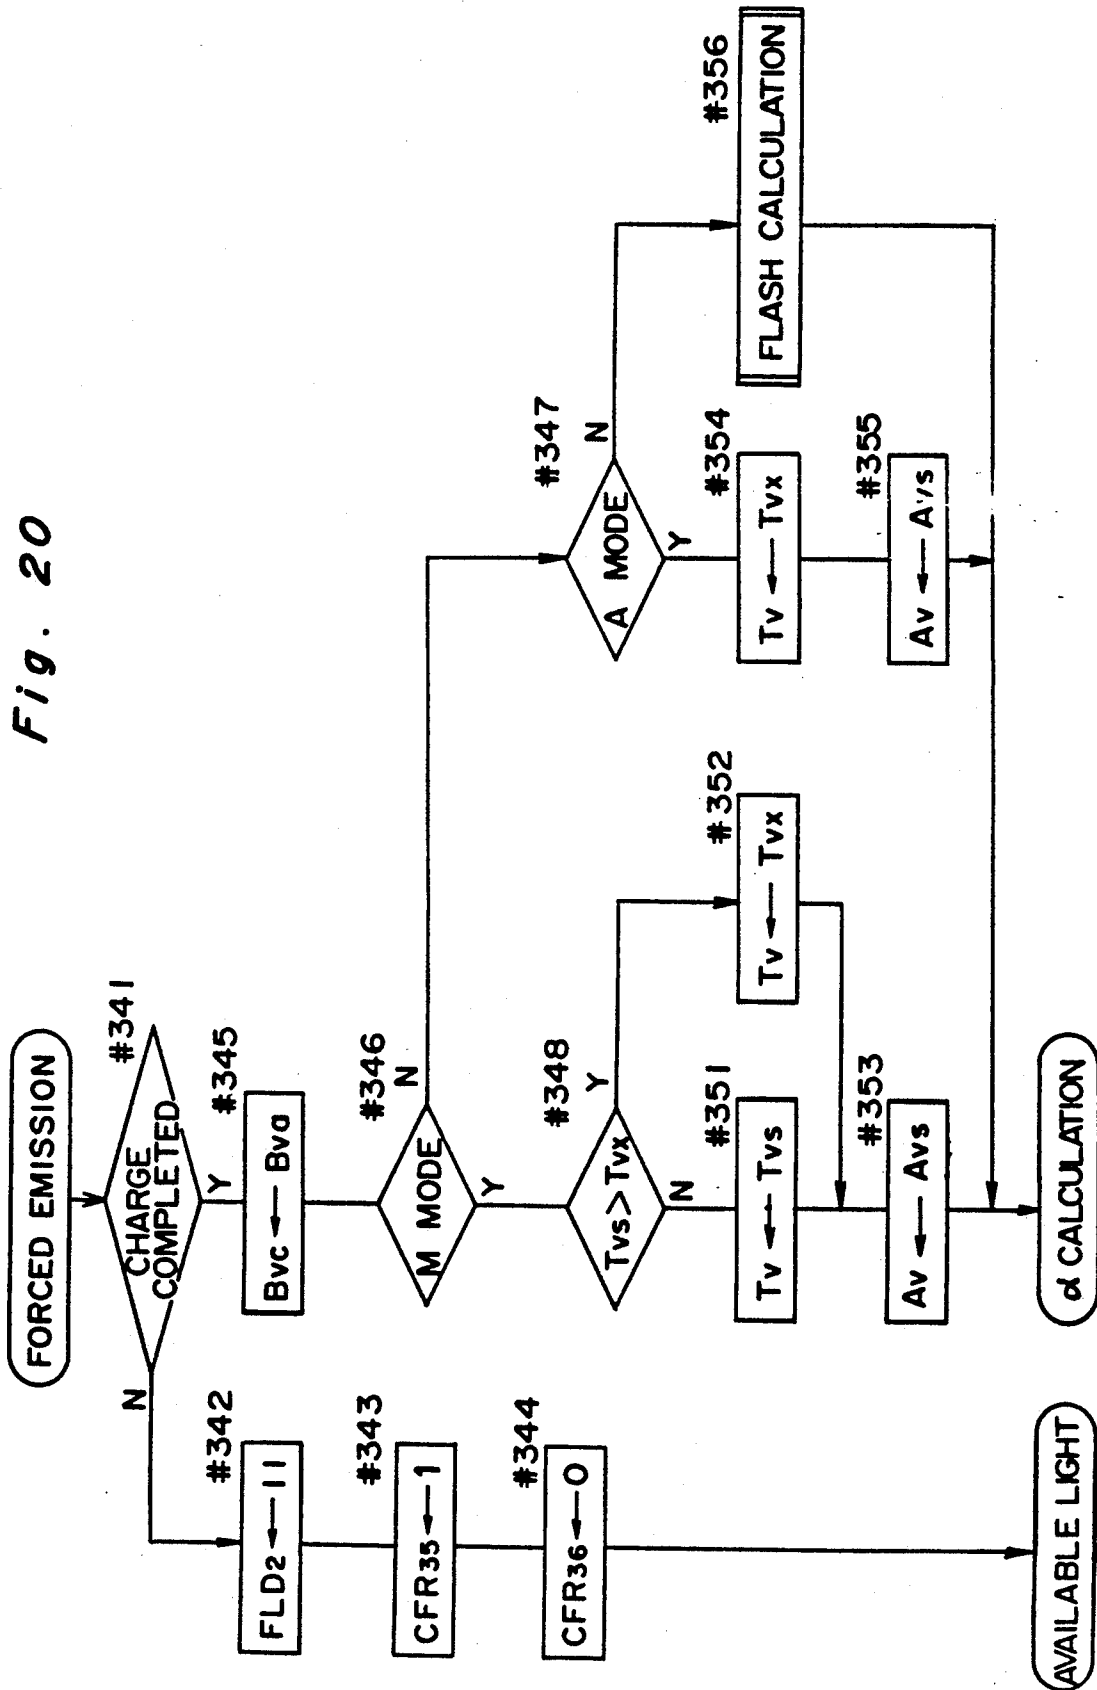 Fig. 20
FORCED EMISSION
#341
CHARGE
COMPLETED
N
Y
#342
FLD2 ← 11
#343
CFR35 ← 1
#344
CFR36 ← 0
AVAILABLE LIGHT
#345
Bvc ← Bva
#346
M MODE
N
Y
#348
Tvs > Tvx
Y
N
#351
Tv ← Tvs
#352
Tv ← Tvx
#353
Av ← Avs
α CALCULATION
#347
A MODE
N
Y
#354
Tv ← Tvx
#355
Av ← Avs
#356
FLASH CALCULATION